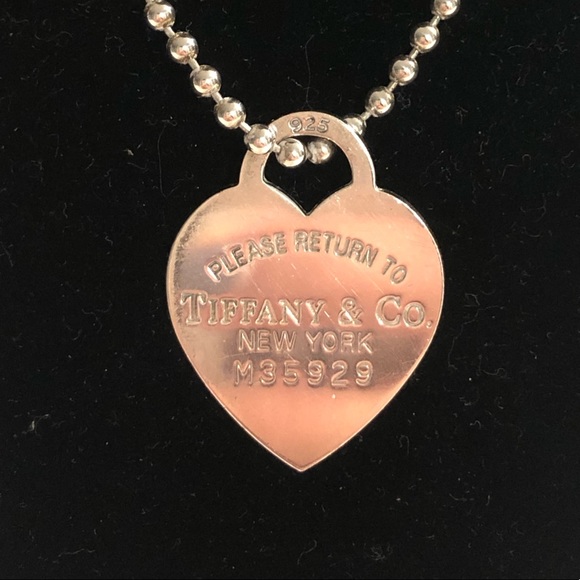 925
PLEASE RETURN TO
TIFFANY & CO.
NEW YORK
M35929